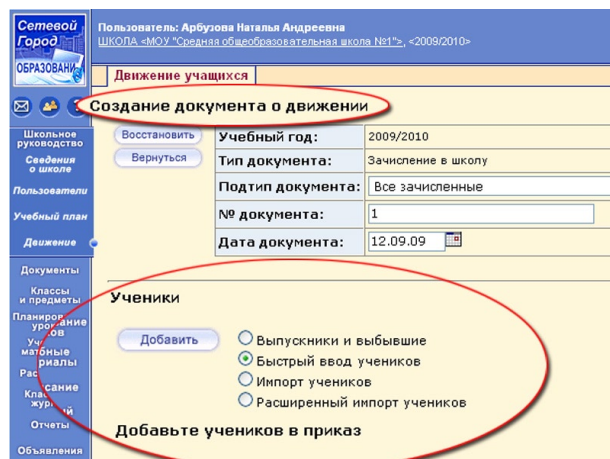 Сетевой
Город
ОБРАЗОВАНИ
Пользователь: Арбузова Наталья Андреевна
ШКОЛА <МОУ "Средняя общеобразовательная школа №1">, <2009/2010>
Движение учащихся
Создание документа о движении
Восстановить
Вернуться
Учебный год: 2009/2010
Тип документа: Зачисление в школу
Подтип документа: Все зачисленные
№ документа: 1
Дата документа: 12.09.09
Школьное
руководство
Сведения
о школе
Пользователи
Учебный план
Движение
Документы
Классы
и предметы
Отчеты
Объявления
Ученики
Добавить
Выпускники и выбывшие
Быстрый ввод учеников
Импорт учеников
Расширенный импорт учеников
Добавьте учеников в приказ